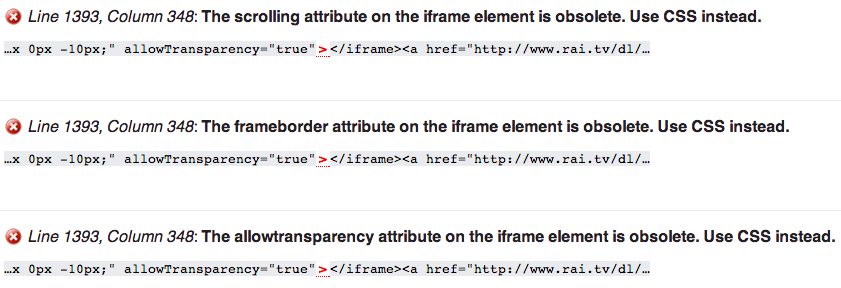 Line 1393, Column 348: The scrolling attribute on the iframe element is obsolete. Use CSS instead.
…x 0px -10px;" allowTransparency="true"></iframe><a href="http://www.rai.tv/dl/…
Line 1393, Column 348: The frameborder attribute on the iframe element is obsolete. Use CSS instead.
…x 0px -10px;" allowTransparency="true"></iframe><a href="http://www.rai.tv/dl/…
Line 1393, Column 348: The allowtransparency attribute on the iframe element is obsolete. Use CSS instead.
…x 0px -10px;" allowTransparency="true"></iframe><a href="http://www.rai.tv/dl/…